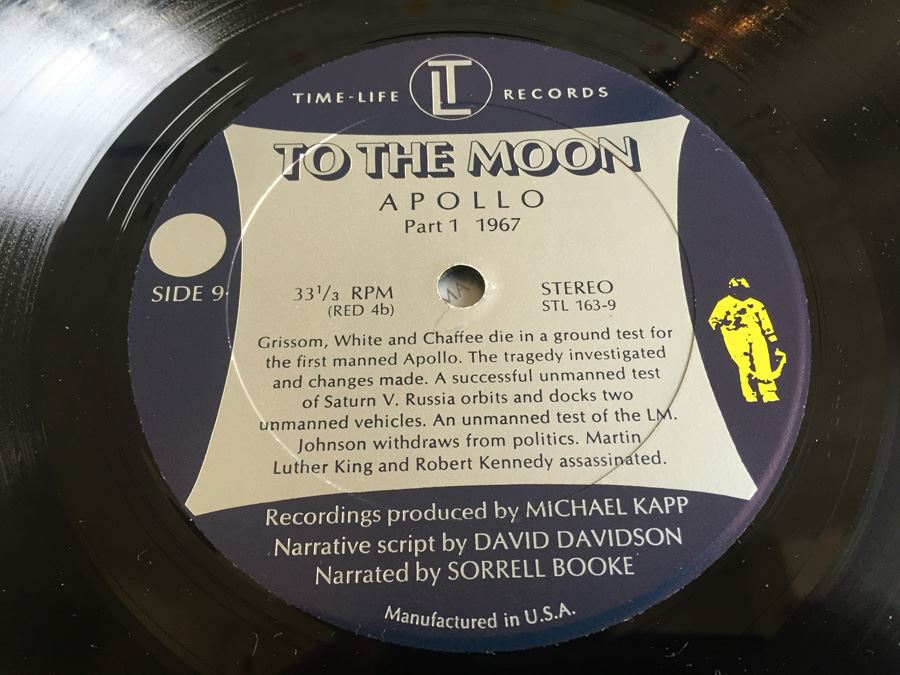 TIME-LIFE LT RECORDS
TO THE MOON
APOLLO
Part 1 1967
SIDE 9
33 1/3 RPM
(RED 4b)
STEREO
STL 163-9
Grissom, White and Chaffee die in a ground test for
the first manned Apollo. The tragedy investigated
and changes made. A successful unmanned test
of Saturn V. Russia orbits and docks two
unmanned vehicles. An unmanned test of the LM.
Johnson withdraws from politics. Martin
Luther King and Robert Kennedy assassinated.
Recordings produced by MICHAEL KAPP
Narrative script by DAVID DAVIDSON
Narrated by SORRELL BOOKE
Manufactured in U.S.A.